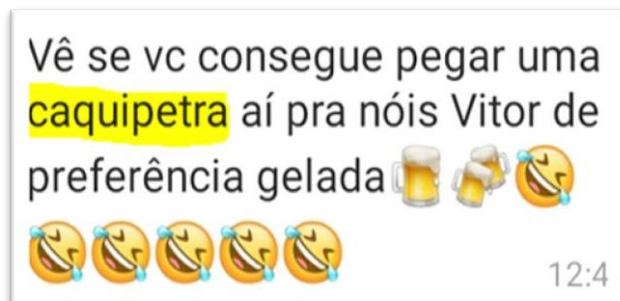 Vê se vc consegue pegar uma
caquipetra aí pra nóis Vitor de
preferência gelada🍺🍻🤣
🤣🤣🤣🤣🤣
12:4